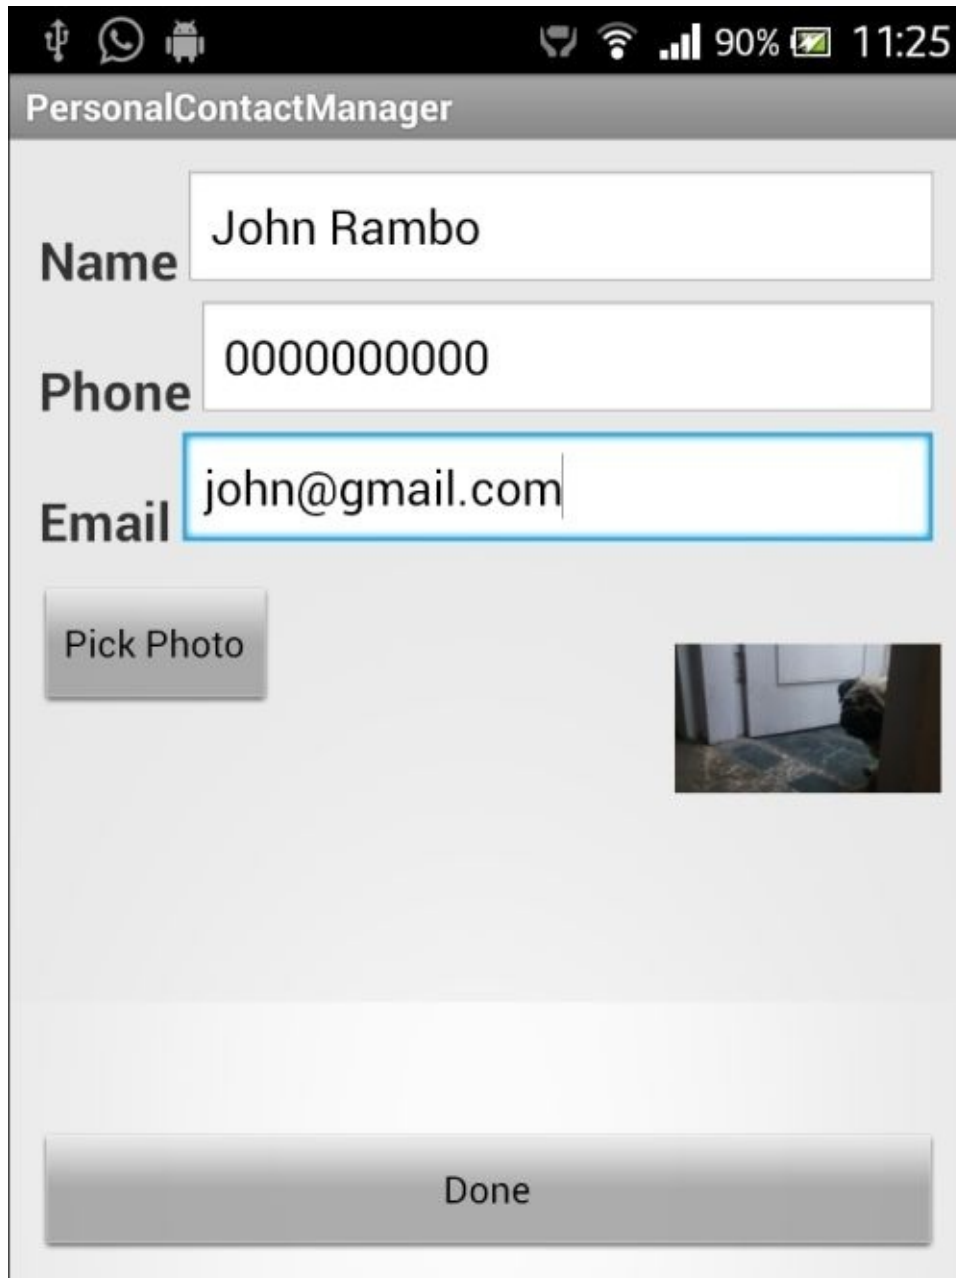 90% 11:25
PersonalContactManager
Name John Rambo
Phone 0000000000
Email john@gmail.com
Pick Photo
Done